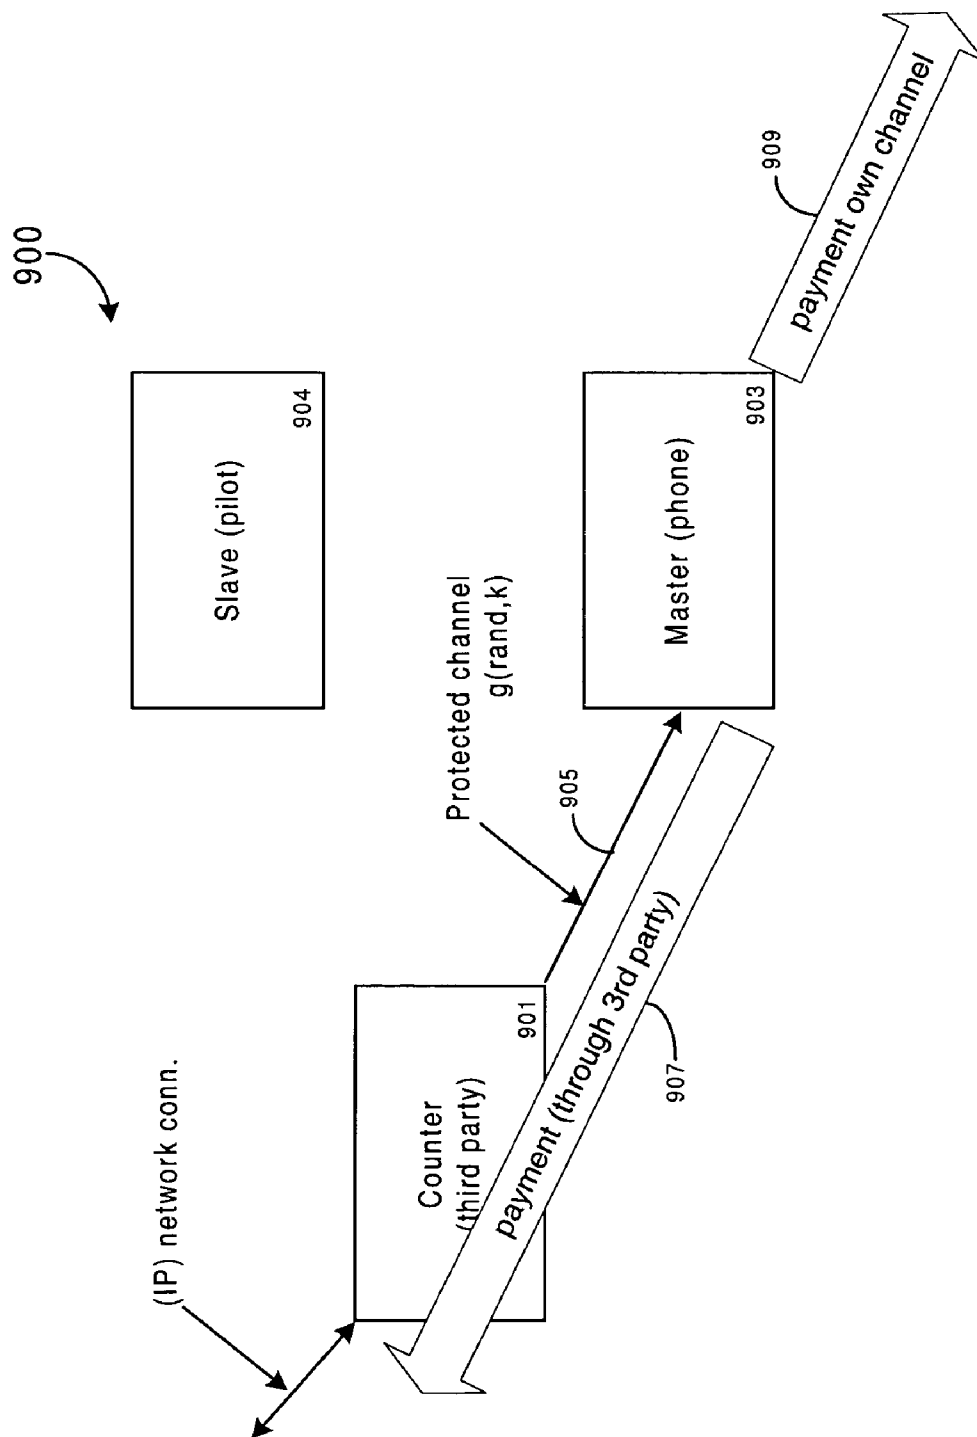 900
Slave (pilot)
904
(IP) network conn.
Counter
(third party)
901
Protected channel
g(rand,k)
905
Master (phone)
903
payment (through 3rd party)
907
payment own channel
909